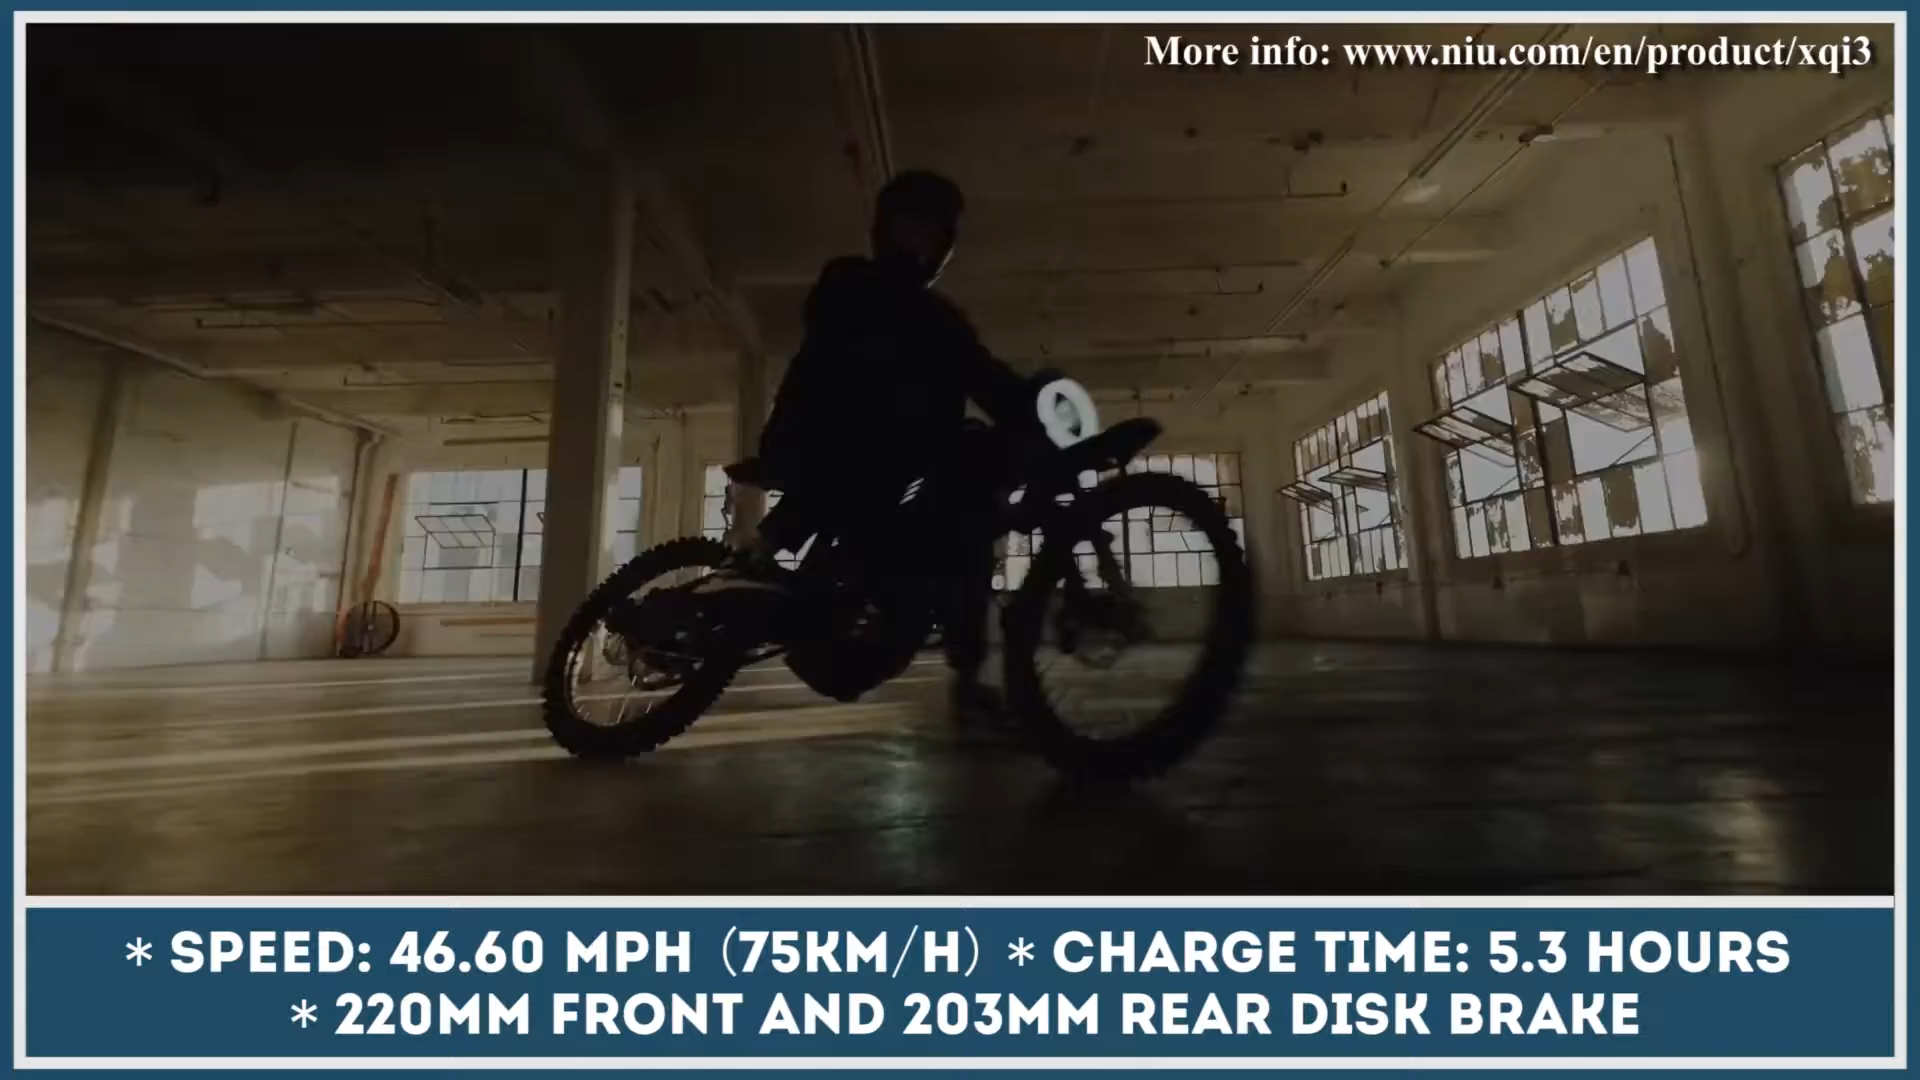 More info: www.niu.com/en/product/xqi3
* SPEED: 46.60 MPH (75KM/H) * CHARGE TIME: 5.3 HOURS
* 220MM FRONT AND 203MM REAR DISK BRAKE